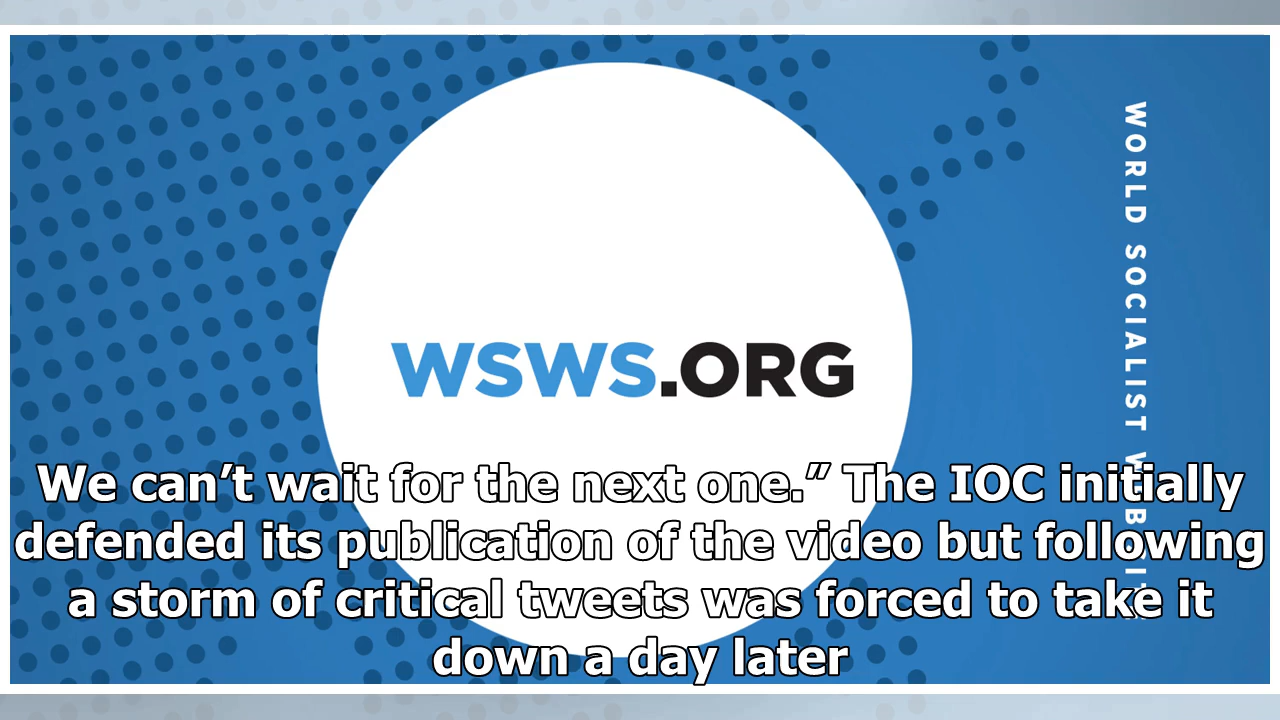 WORLD SOCIALIST
WSWS.ORG
We can’t wait for the next one.” The IOC initially
defended its publication of the video but following
a storm of critical tweets was forced to take it
down a day later